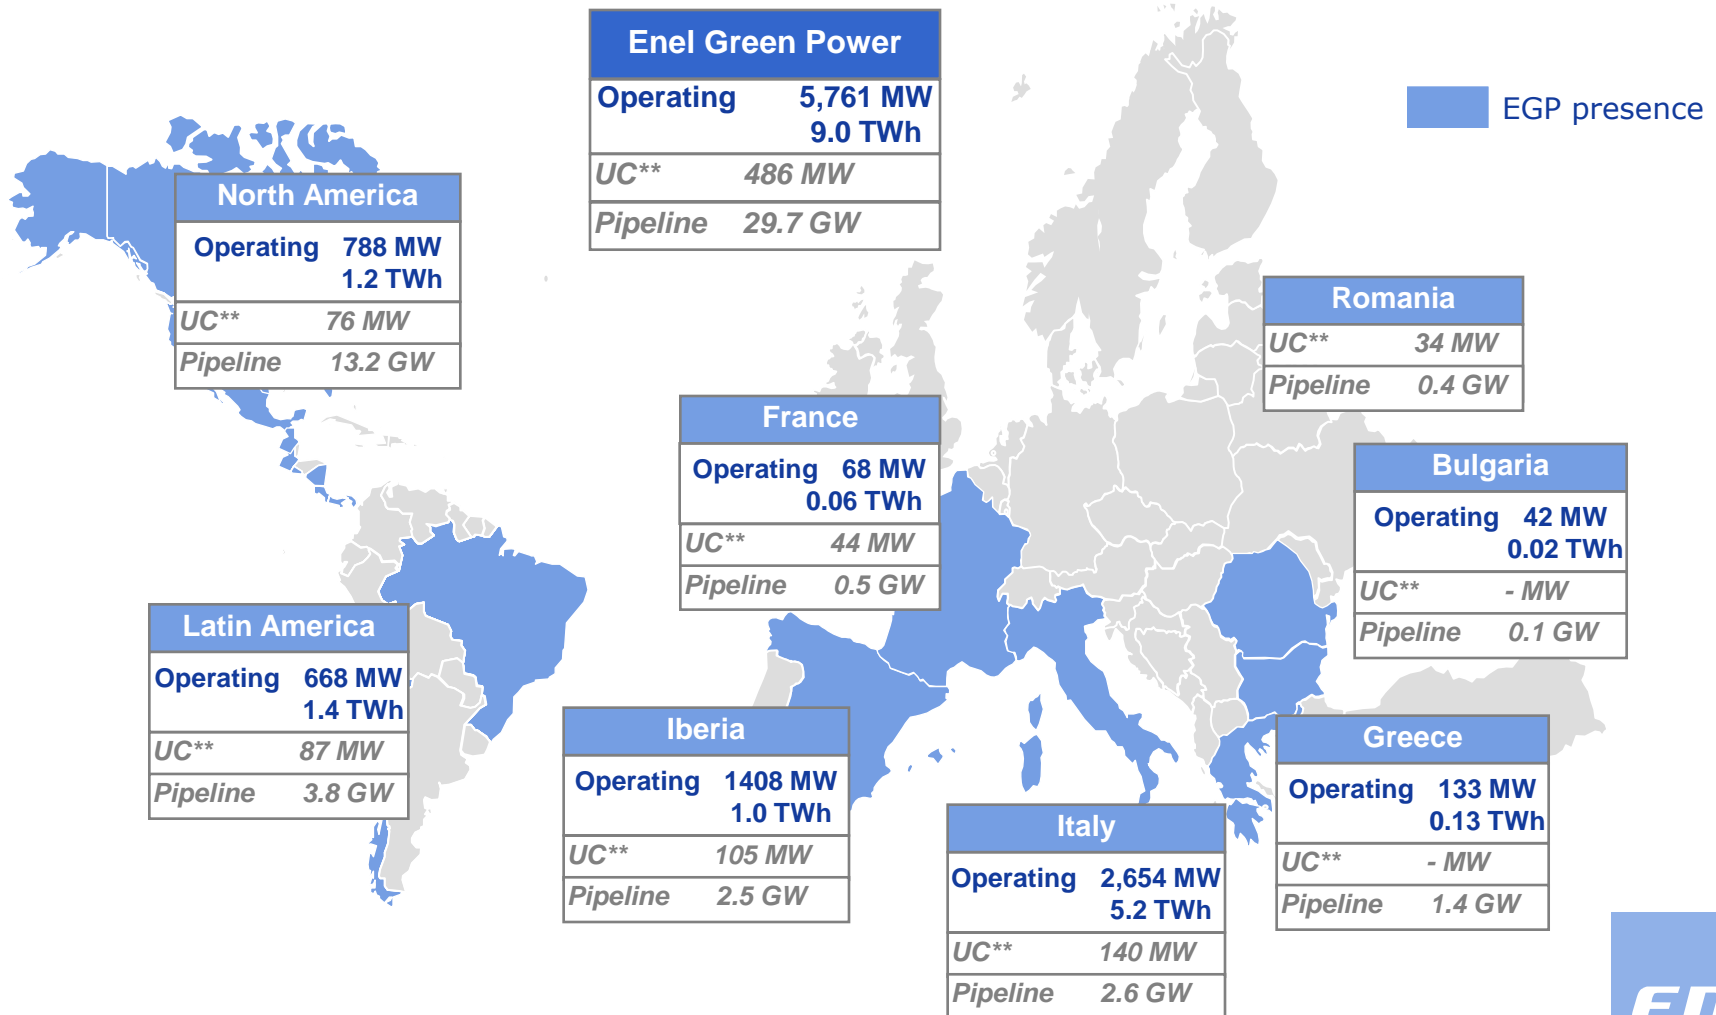 Enel Green Power
Operating 5,761 MW
9.0 TWh
UC** 486 MW
Pipeline 29.7 GW
EGP presence
North America
Operating 788 MW
1.2 TWh
UC** 76 MW
Pipeline 13.2 GW
Romania
UC** 34 MW
Pipeline 0.4 GW
France
Operating 68 MW
0.06 TWh
UC** 44 MW
Pipeline 0.5 GW
Bulgaria
Operating 42 MW
0.02 TWh
UC** - MW
Pipeline 0.1 GW
Latin America
Operating 668 MW
1.4 TWh
UC** 87 MW
Pipeline 3.8 GW
Iberia
Operating 1408 MW
1.0 TWh
UC** 105 MW
Pipeline 2.5 GW
Greece
Operating 133 MW
0.13 TWh
UC** - MW
Pipeline 1.4 GW
Italy
Operating 2,654 MW
5.2 TWh
UC** 140 MW
Pipeline 2.6 GW